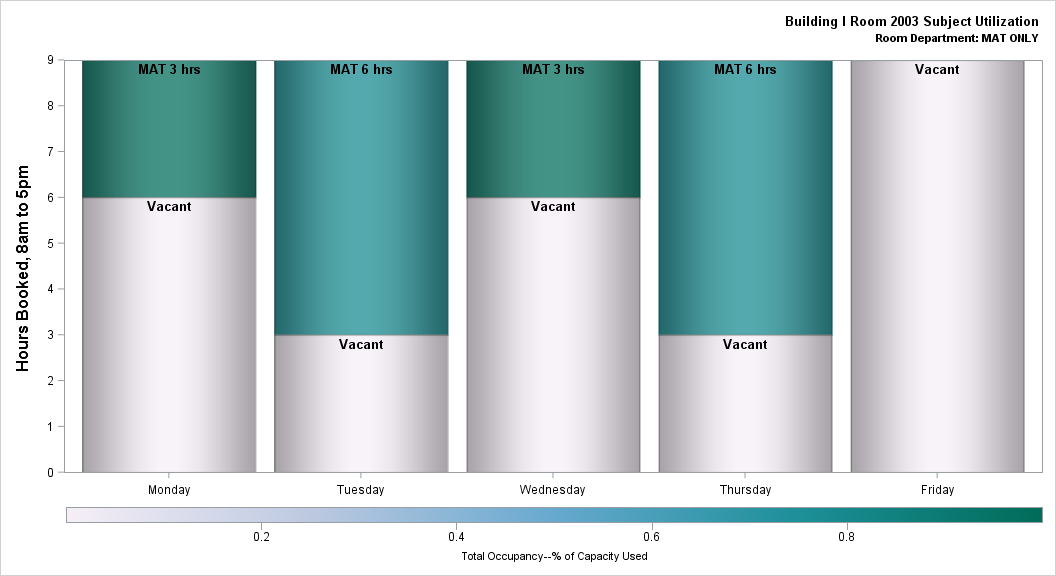 Building I Room 2003 Subject Utilization
Room Department: MAT ONLY
Hours Booked, 8am to 5pm
9
8
7
6
5
4
3
2
1
0
MAT 3 hrs
Vacant
MAT 6 hrs
Vacant
MAT 3 hrs
Vacant
MAT 6 hrs
Vacant
Vacant
Monday Tuesday Wednesday Thursday Friday
0.2 0.4 0.6 0.8
Total Occupancy--% of Capacity Used